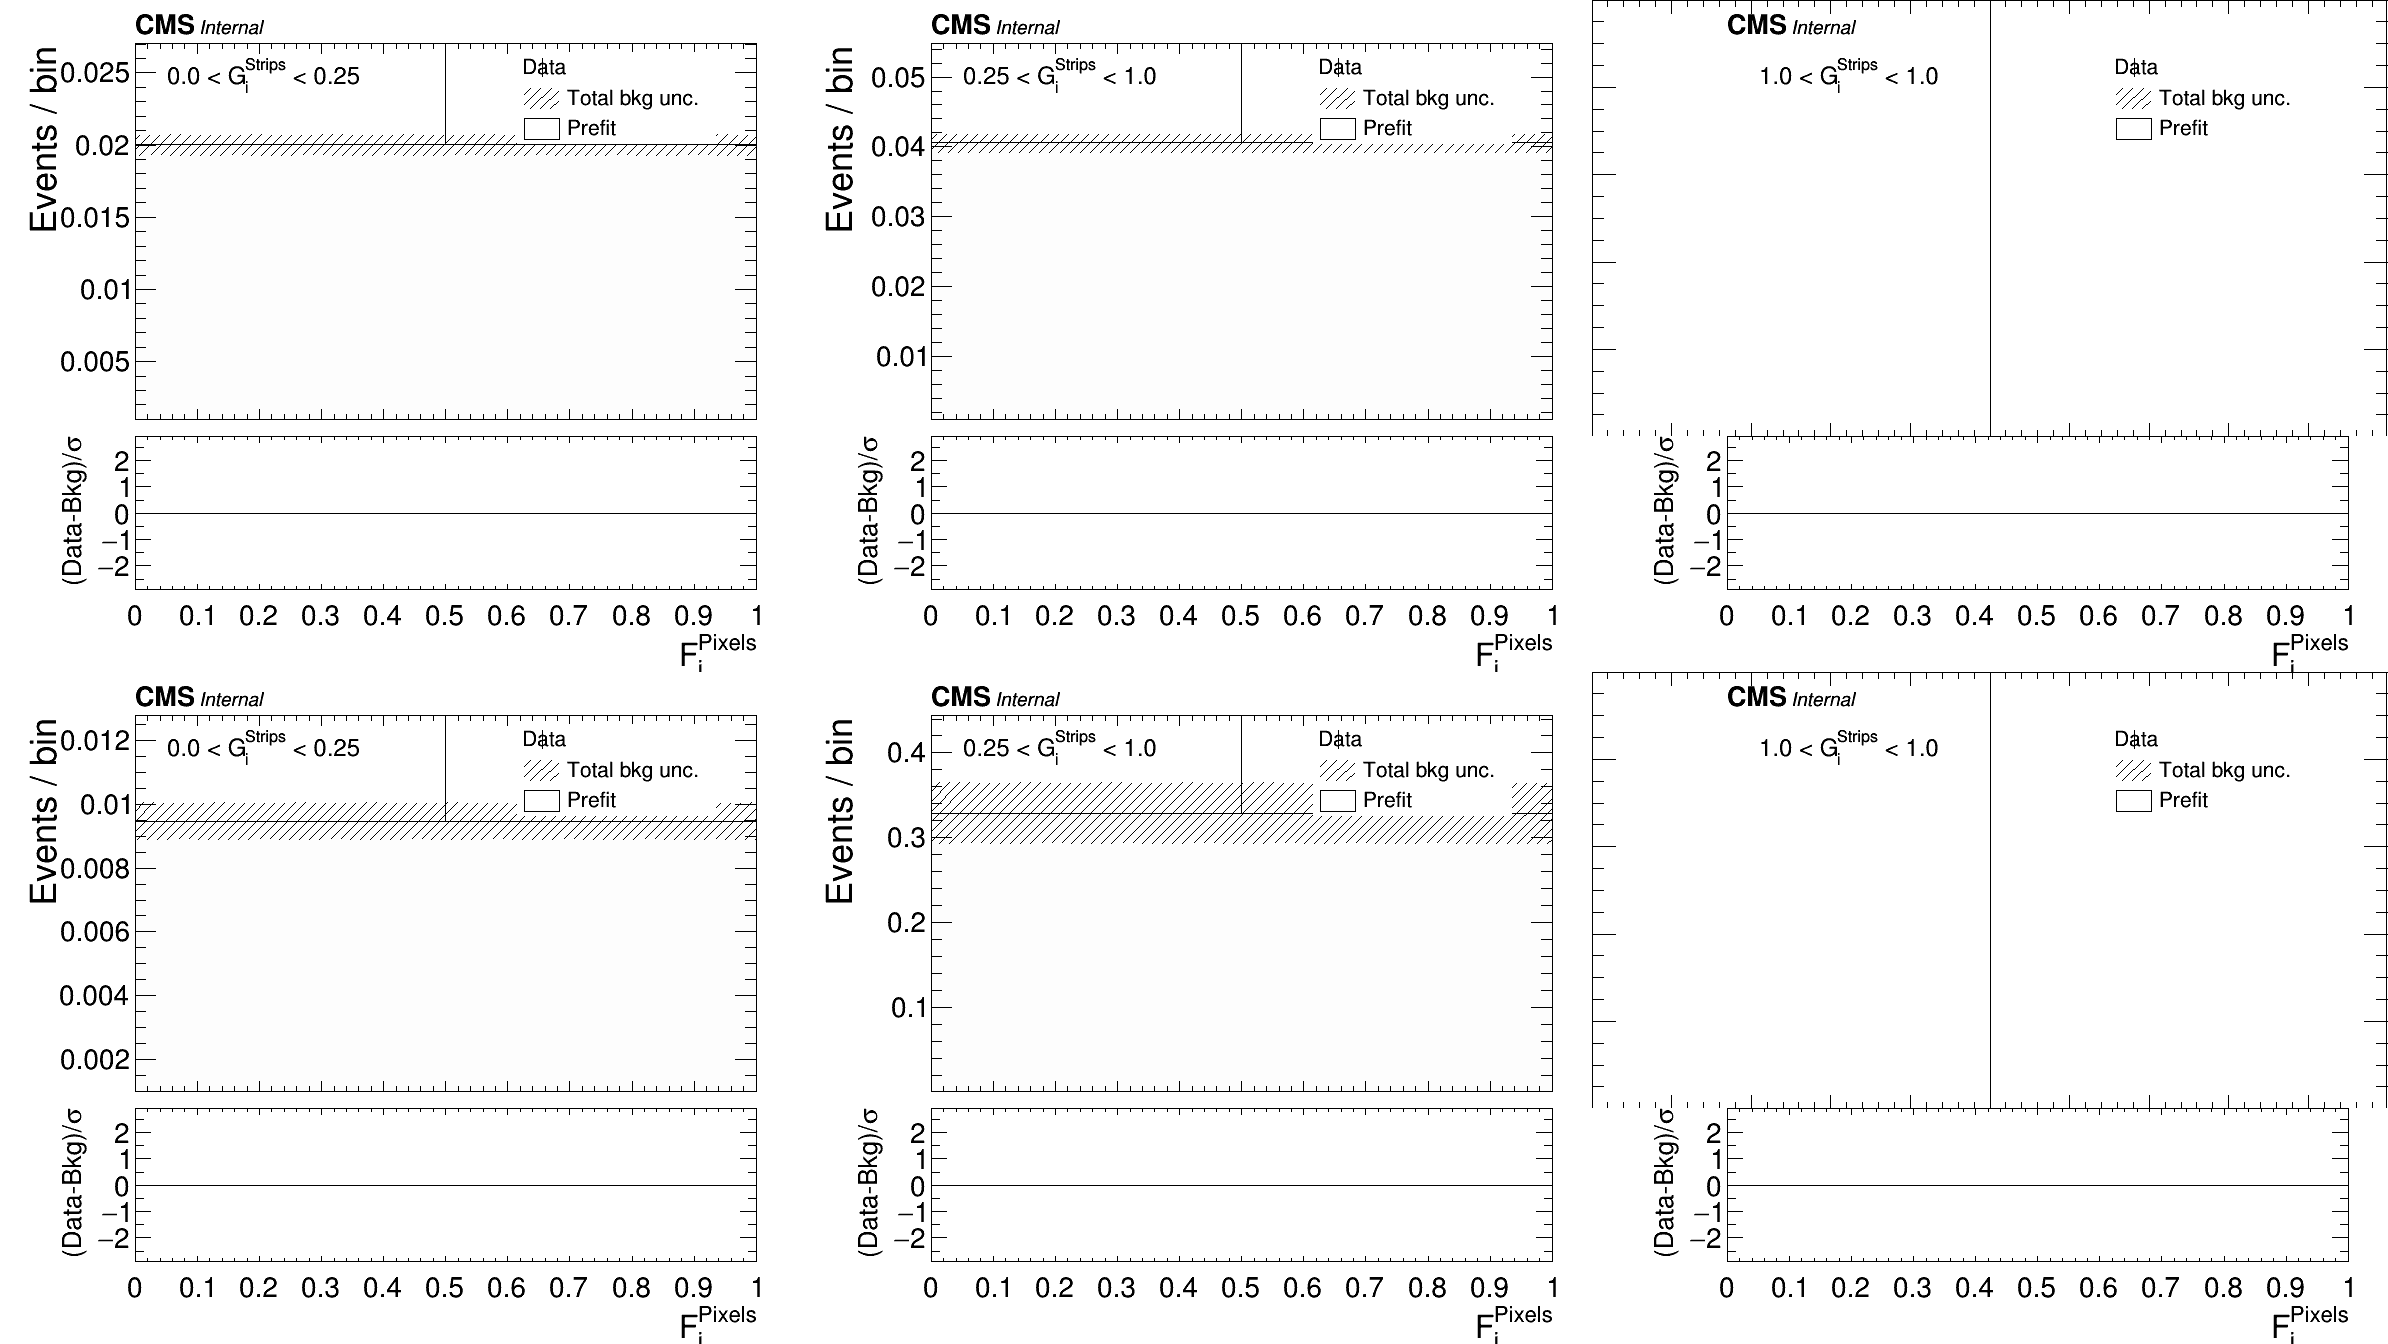 CMS Internal
0.0 < G_i^Strips < 0.25
Data
Total bkg unc.
Prefit
Events / bin
0.025
0.02
0.015
0.01
0.005
(Data-Bkg)/σ
2
1
0
−1
−2
0 0.1 0.2 0.3 0.4 0.5 0.6 0.7 0.8 0.9 1
F_i^Pixels
CMS Internal
0.25 < G_i^Strips < 1.0
Data
Total bkg unc.
Prefit
Events / bin
0.05
0.04
0.03
0.02
0.01
(Data-Bkg)/σ
2
1
0
−1
−2
0 0.1 0.2 0.3 0.4 0.5 0.6 0.7 0.8 0.9 1
F_i^Pixels
CMS Internal
1.0 < G_i^Strips < 1.0
Data
Total bkg unc.
Prefit
(Data-Bkg)/σ
2
1
0
−1
−2
0 0.1 0.2 0.3 0.4 0.5 0.6 0.7 0.8 0.9 1
F_i^Pixels
CMS Internal
0.0 < G_i^Strips < 0.25
Data
Total bkg unc.
Prefit
Events / bin
0.012
0.01
0.008
0.006
0.004
0.002
(Data-Bkg)/σ
2
1
0
−1
−2
0 0.1 0.2 0.3 0.4 0.5 0.6 0.7 0.8 0.9 1
F_i^Pixels
CMS Internal
0.25 < G_i^Strips < 1.0
Data
Total bkg unc.
Prefit
Events / bin
0.4
0.3
0.2
0.1
(Data-Bkg)/σ
2
1
0
−1
−2
0 0.1 0.2 0.3 0.4 0.5 0.6 0.7 0.8 0.9 1
F_i^Pixels
CMS Internal
1.0 < G_i^Strips < 1.0
Data
Total bkg unc.
Prefit
(Data-Bkg)/σ
2
1
0
−1
−2
0 0.1 0.2 0.3 0.4 0.5 0.6 0.7 0.8 0.9 1
F_i^Pixels